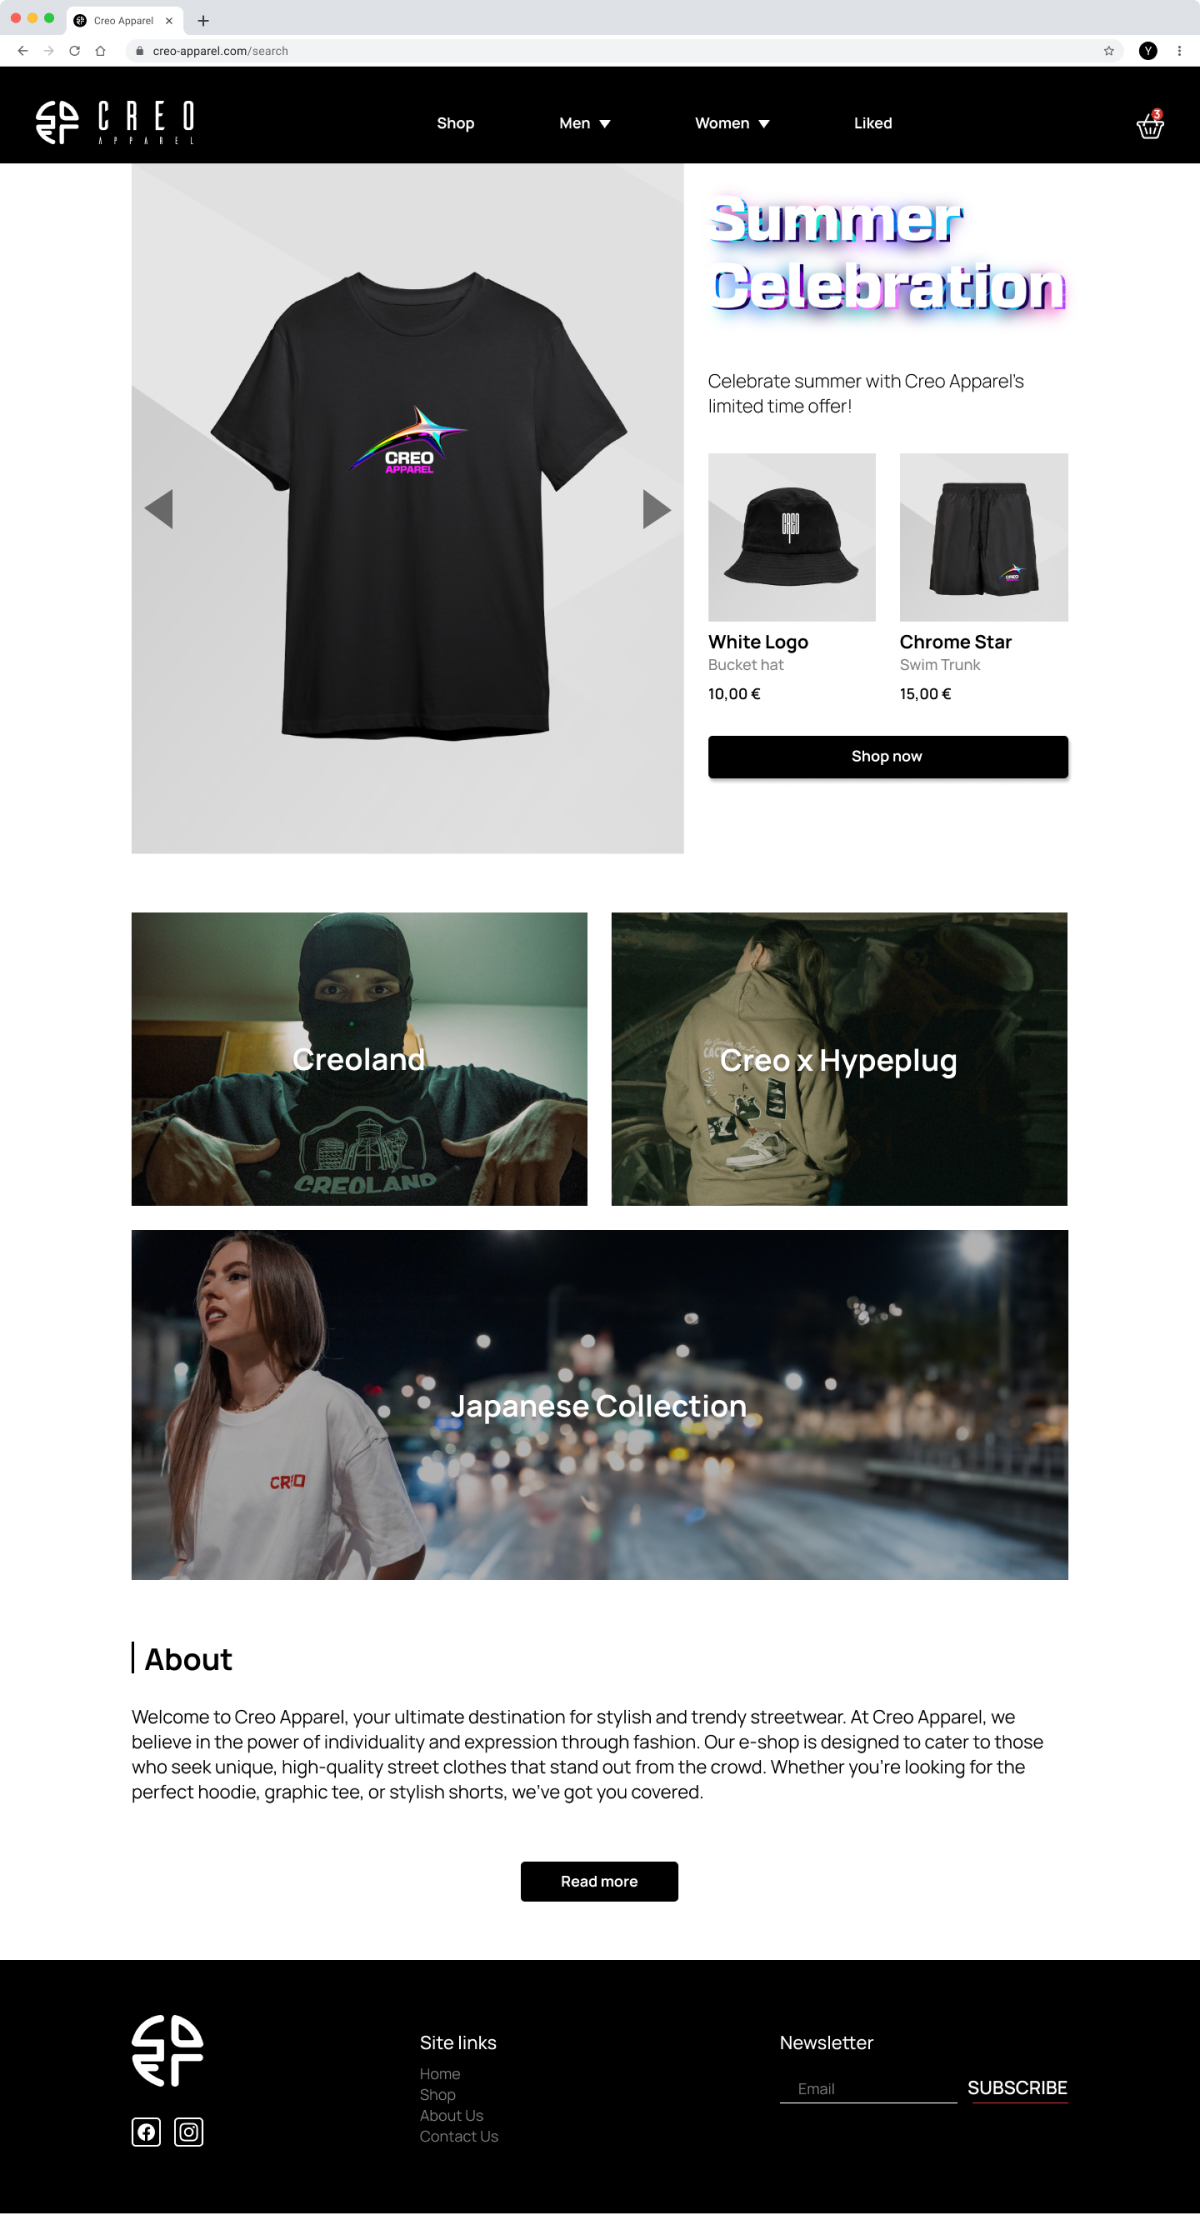 Creo Apparel
creo-apparel.com/search
Y
CREO
APPAREL
Shop
Men
Women
Liked
3
Summer
Celebration
CREO
APPAREL
Celebrate summer with Creo Apparel's
limited time offer!
CREO
CREO
White Logo
Bucket hat
10,00 €
Chrome Star
Swim Trunk
15,00 €
Shop now
Creoland
CREOLAND
CACTUS
Creo x Hypeplug
Japanese Collection
Welcome to Creo Apparel, your ultimate destination for stylish and trendy streetwear. At Creo Apparel, we
believe in the power of individuality and expression through fashion. Our e-shop is designed to cater to those
who seek unique, high-quality street clothes that stand out from the crowd. Whether you're looking for the
perfect hoodie, graphic tee, or stylish shorts, we've got you covered.
About
Read more
Site links
Home
Shop
About Us
Contact Us
Newsletter
Email
SUBSCRIBE